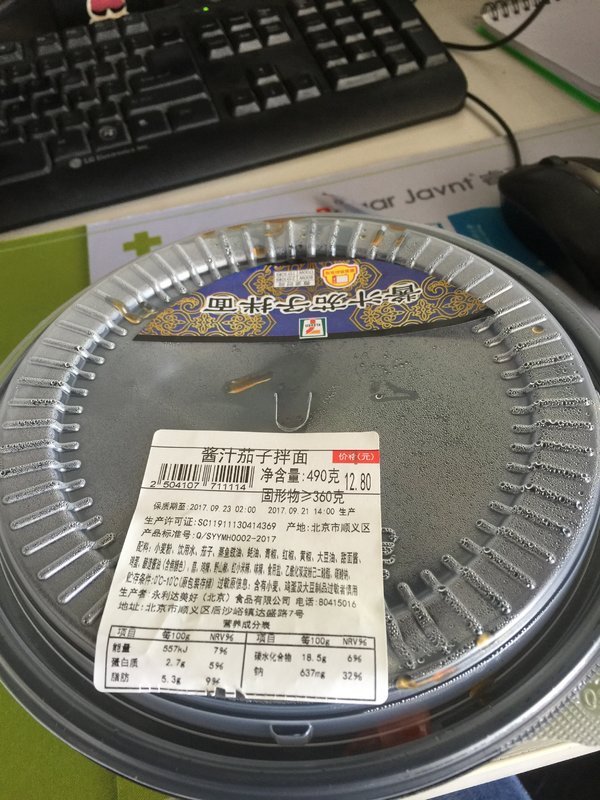 LG Electronics Inc.
ar Javnt
酱汁茄子拌面
7
ELEVEN
酱汁茄子拌面
价格(元)
2 504107 711114
净含量:490克
12.80
固形物≥360克
保质期至:2017.09.23 02:00 2017.09.21 14:00 生产
生产许可证:SC11911130414369 产地:北京市顺义区
产品标准号:Q/SYYMH0002-2017
生产者:永利达美好(北京)食品有限公司 电话:80415016
地址:北京市顺义区后沙峪镇达盛路7号
营养成分表
项目 每100g NRV% 项目 每100g NRV%
能量 557kJ 7% 碳水化合物 18.5g 6%
蛋白质 2.7g 5% 钠 637mg 32%
脂肪 5.3g 9%